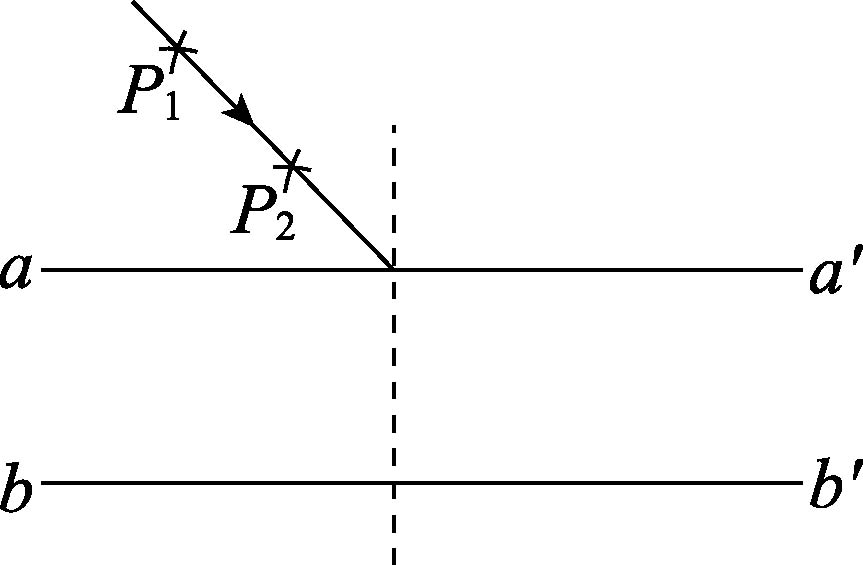 P₁
P₂
a a′
b b′